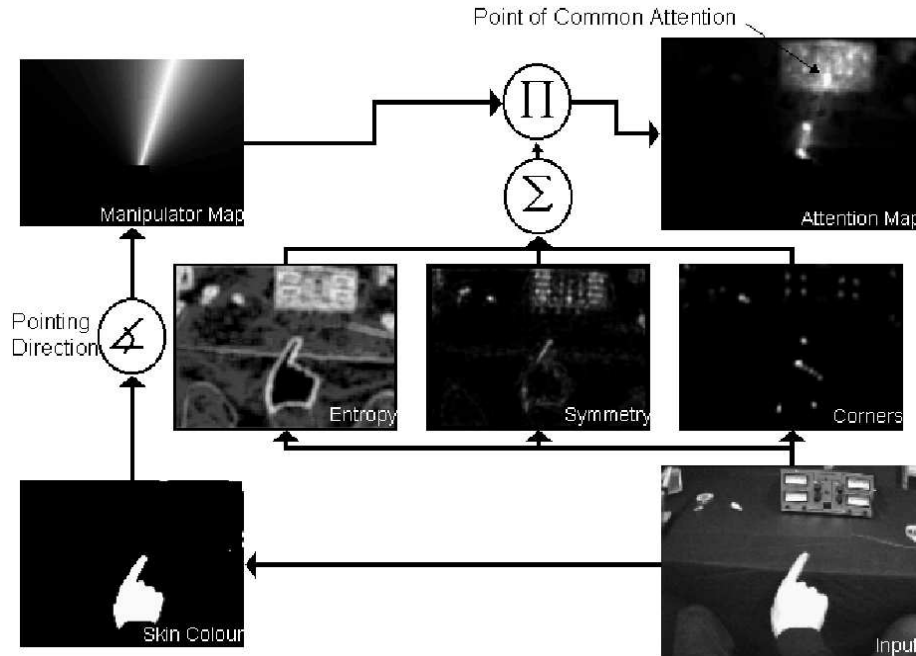 Point of Common Attention
Π
Manipulator Map
Attention Map
Σ
Pointing
Direction
∡
Entropy
Symmetry
Corners
Skin Colour
Input